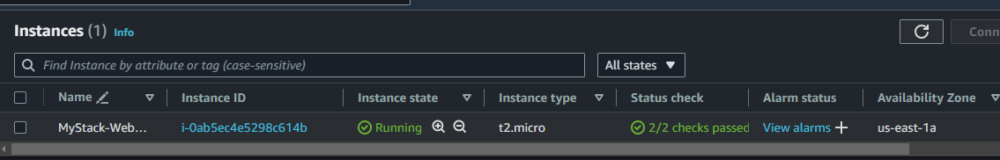 Instances (1) Info
Conn
Find Instance by attribute or tag (case-sensitive)
All states
Name Instance ID Instance state Instance type Status check Alarm status Availability Zone
MyStack-Web... i-0ab5ec4e5298c614b Running t2.micro 2/2 checks passed View alarms us-east-1a